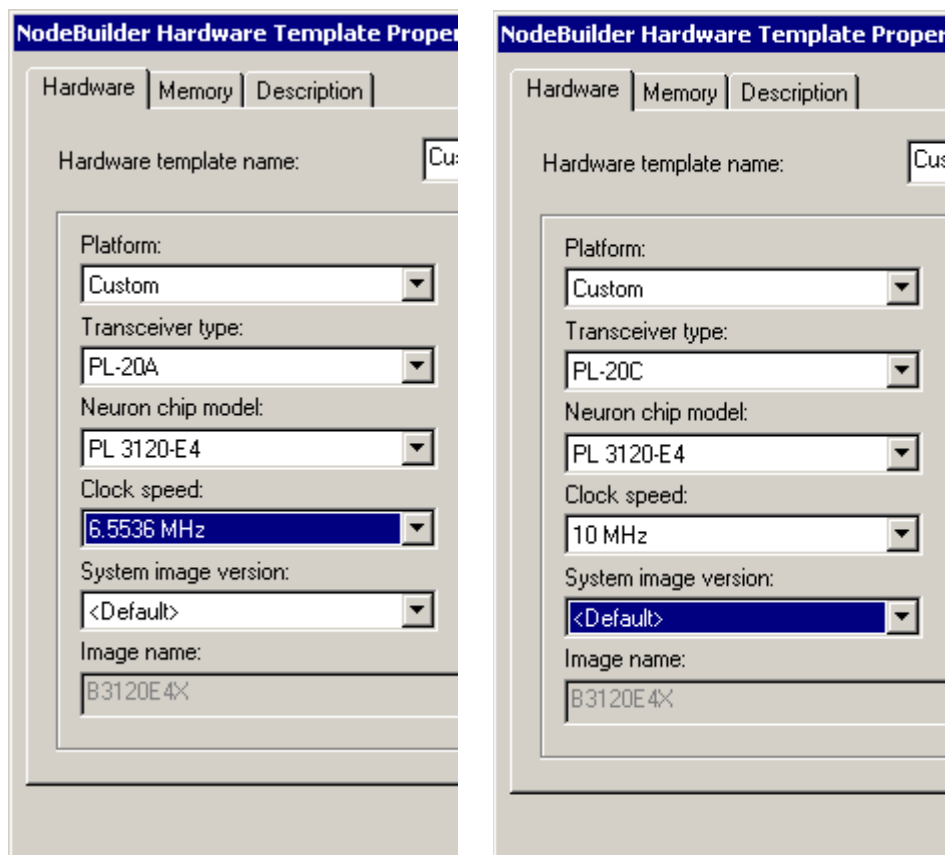 NodeBuilder Hardware Template Proper
Hardware Memory Description
Hardware template name: Cu
Platform:
Custom
Transceiver type:
PL-20A
Neuron chip model:
PL 3120-E4
Clock speed:
6.5536 MHz
System image version:
<Default>
Image name:
B3120E4X
NodeBuilder Hardware Template Proper
Hardware Memory Description
Hardware template name: Cus
Platform:
Custom
Transceiver type:
PL-20C
Neuron chip model:
PL 3120-E4
Clock speed:
10 MHz
System image version:
<Default>
Image name:
B3120E4X